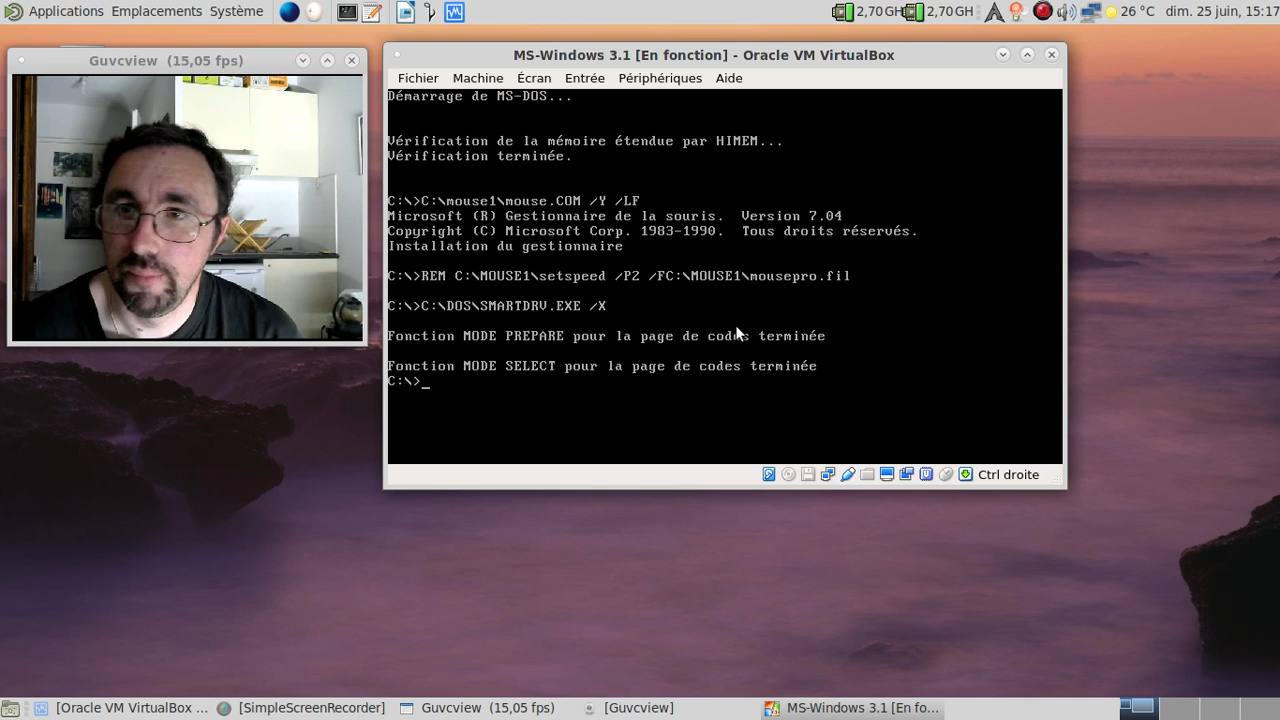 Applications Emplacements Système
2,70 GH 2,70 GH
26 °C dim. 25 juin, 15:17
Guvcview (15,05 fps)
MS-Windows 3.1 [En fonction] - Oracle VM VirtualBox
Fichier Machine Écran Entrée Périphériques Aide
Démarrage de MS-DOS...
Vérification de la mémoire étendue par HIMEM...
Vérification terminée.
C:\>C:\mouse1\mouse.COM /Y /LF
Microsoft (R) Gestionnaire de la souris. Version 7.04
Copyright (C) Microsoft Corp. 1983-1990. Tous droits réservés.
Installation du gestionnaire
C:\>REM C:\MOUSE1\setspeed /P2 /FC:\MOUSE1\mousepro.fil
C:\>C:\DOS\SMARTDRV.EXE /X
Fonction MODE PREPARE pour la page de codes terminée
Fonction MODE SELECT pour la page de codes terminée
C:\>_
Ctrl droite
[Oracle VM VirtualBox ... [SimpleScreenRecorder] Guvcview (15,05 fps) [Guvcview] MS-Windows 3.1 [En fo...